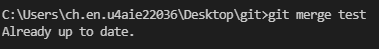 C:\Users\ch.en.u4aie22036\Desktop\git>git merge test
Already up to date.